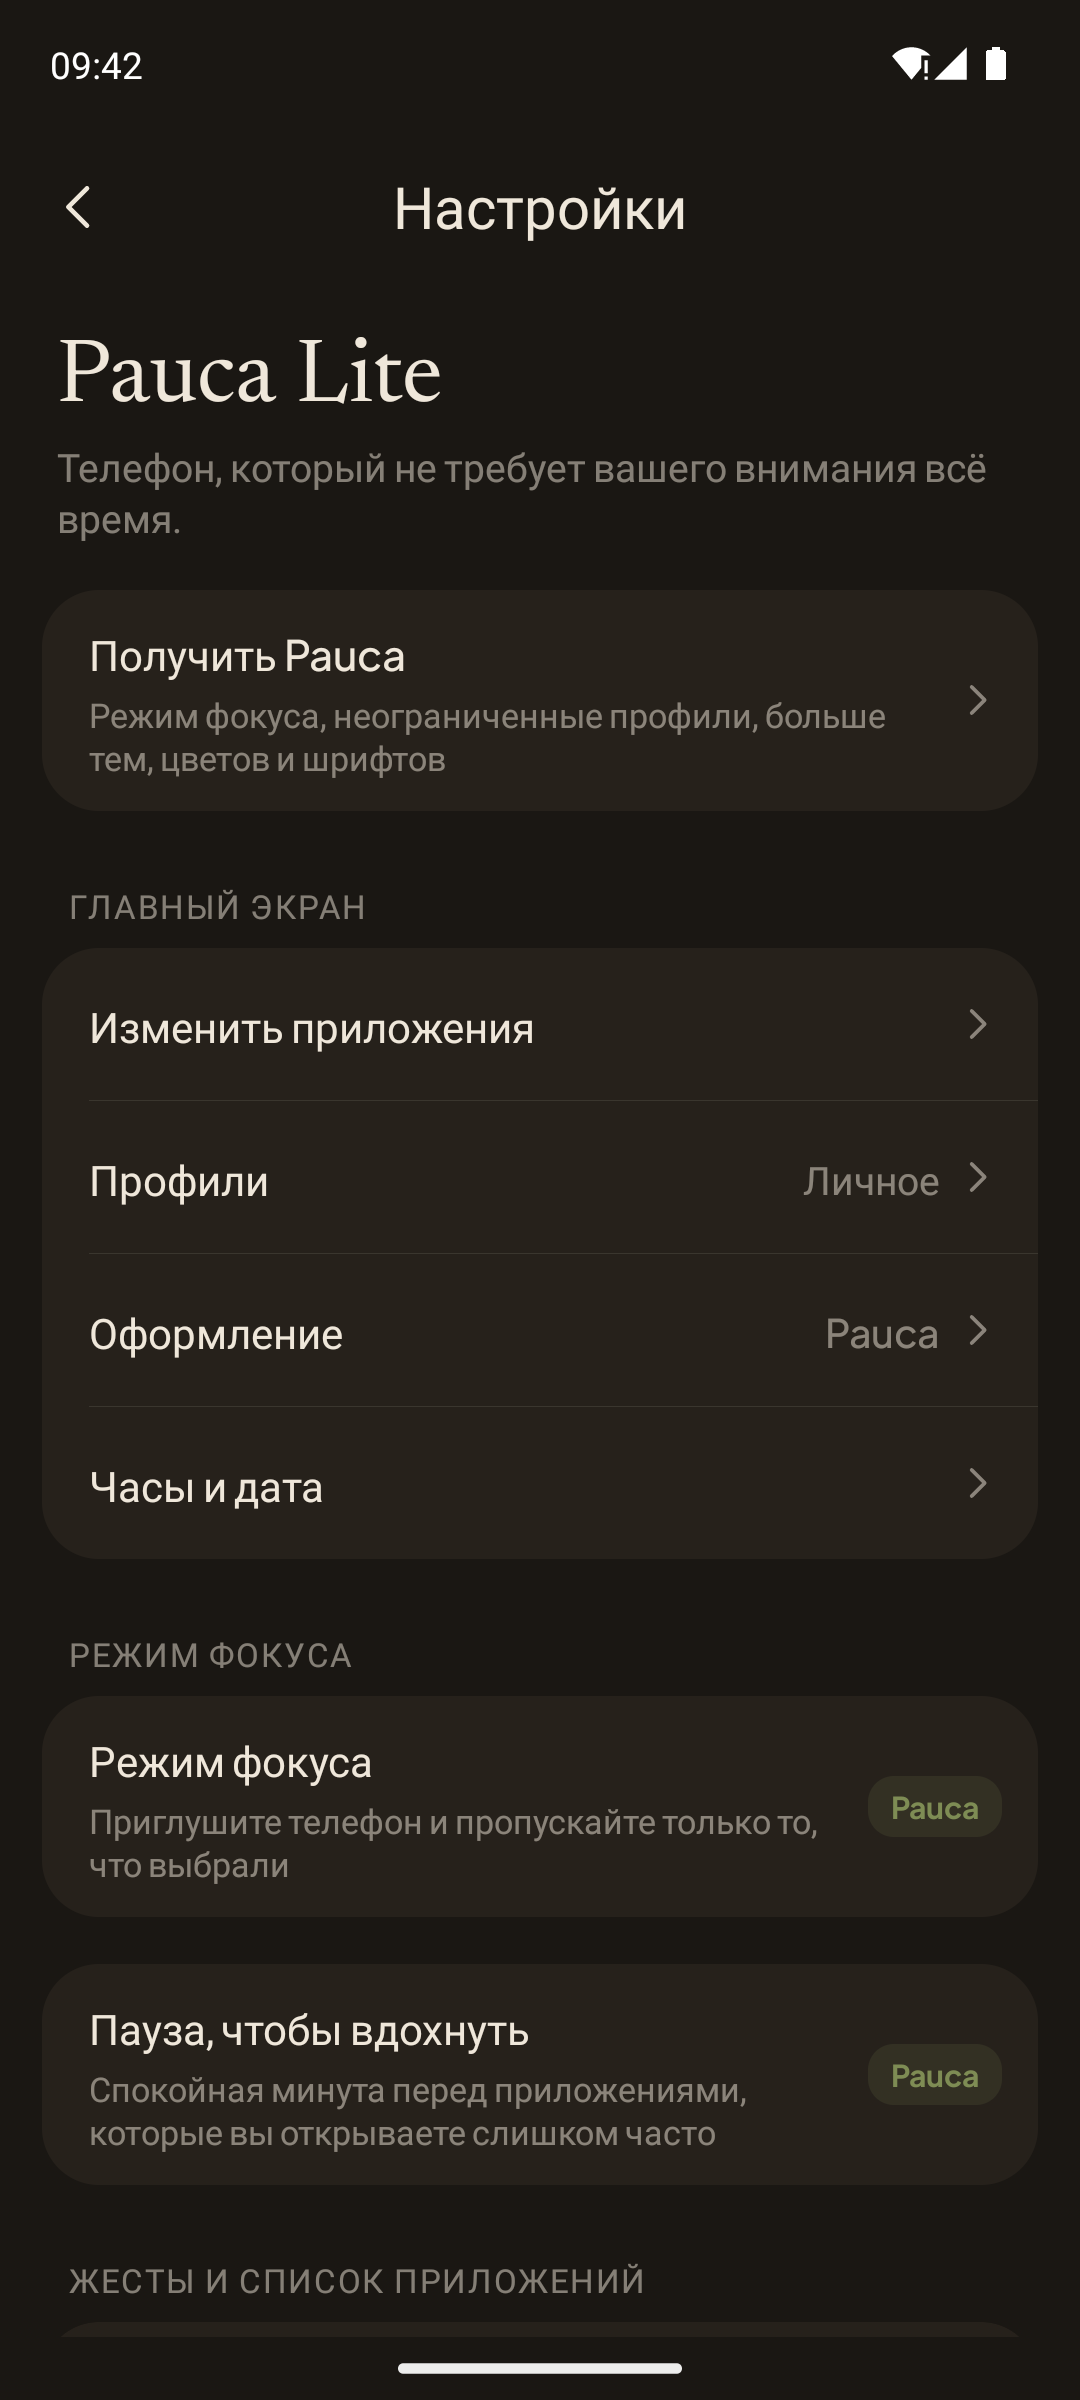 09:42
Настройки
Pauca Lite
Телефон, который не требует вашего внимания всё
время.
Получить Pauca
Режим фокуса, неограниченные профили, больше
тем, цветов и шрифтов
ГЛАВНЫЙ ЭКРАН
Изменить приложения
Профили Личное
Оформление Pauca
Часы и дата
РЕЖИМ ФОКУСА
Режим фокуса
Приглушите телефон и пропускайте только то,
что выбрали
Pauca
Пауза, чтобы вдохнуть
Спокойная минута перед приложениями,
которые вы открываете слишком часто
Pauca
ЖЕСТЫ И СПИСОК ПРИЛОЖЕНИЙ